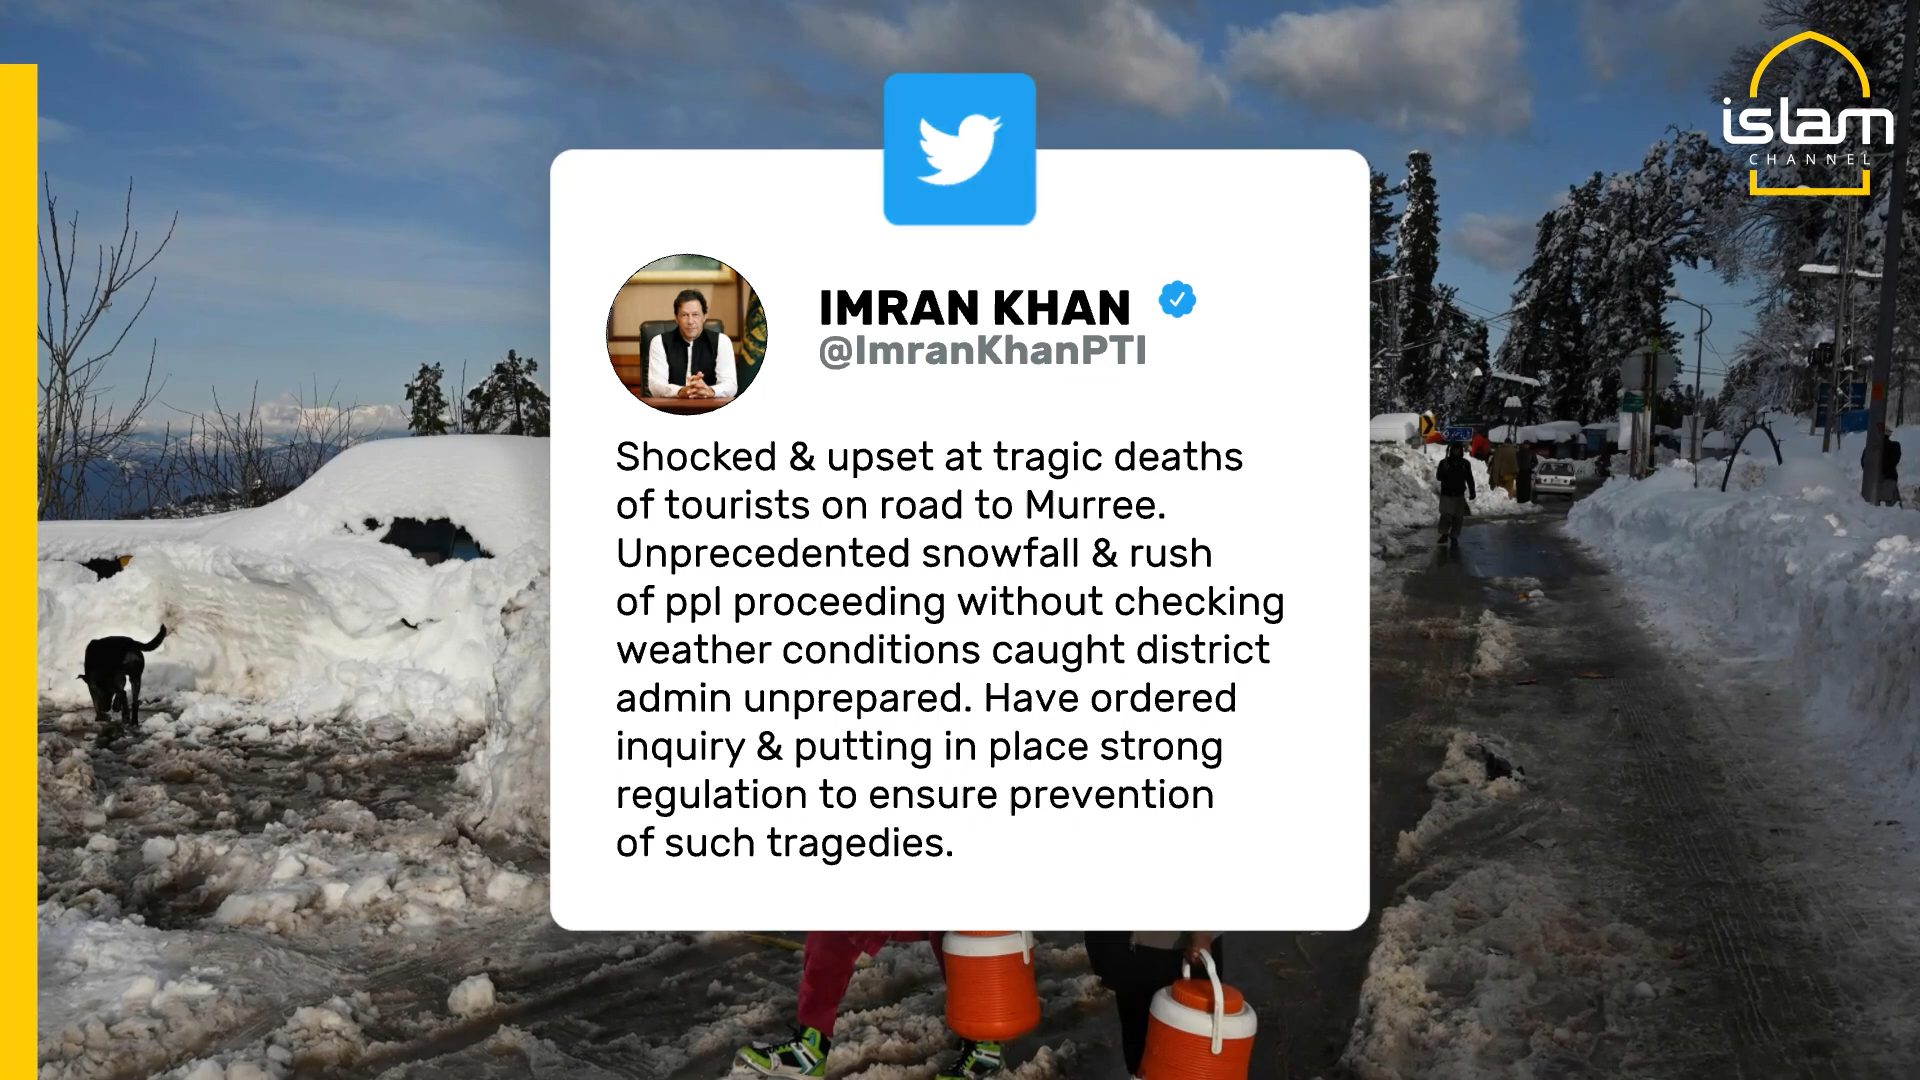 islam
CHANNEL
IMRAN KHAN
@ImranKhanPTI
Shocked & upset at tragic deaths
of tourists on road to Murree.
Unprecedented snowfall & rush
of ppl proceeding without checking
weather conditions caught district
admin unprepared. Have ordered
inquiry & putting in place strong
regulation to ensure prevention
of such tragedies.